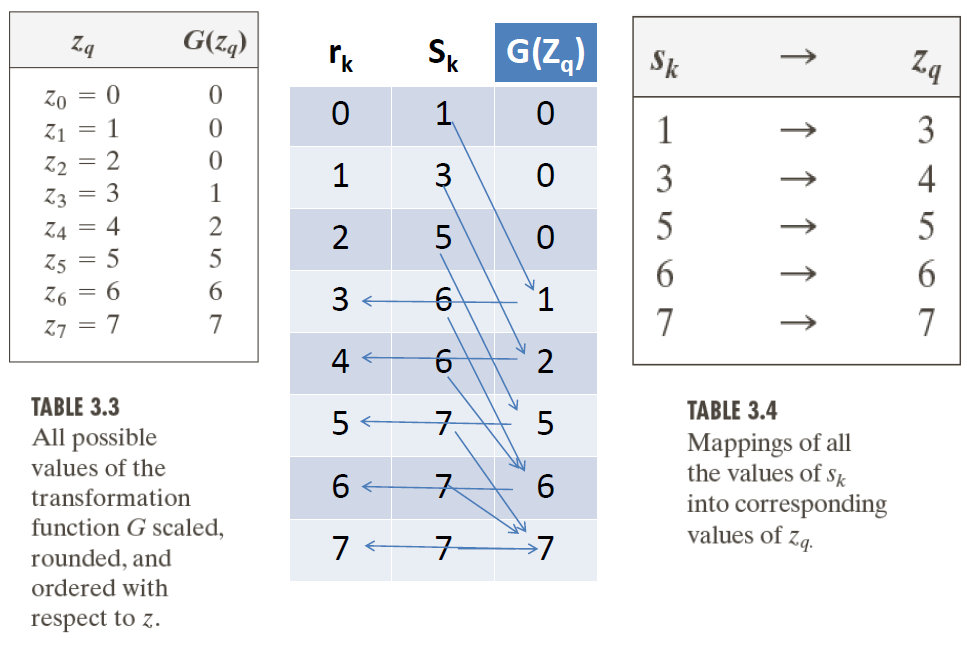 z_q G(z_q)
z_0 = 0 0
z_1 = 1 0
z_2 = 2 0
z_3 = 3 1
z_4 = 4 2
z_5 = 5 5
z_6 = 6 6
z_7 = 7 7
TABLE 3.3
All possible
values of the
transformation
function G scaled,
rounded, and
ordered with
respect to z.
r_k S_k G(Z_q)
0 1 0
1 3 0
2 5 0
3 6 1
4 6 2
5 7 5
6 7 6
7 7 7
s_k → z_q
1 → 3
3 → 4
5 → 5
6 → 6
7 → 7
TABLE 3.4
Mappings of all
the values of s_k
into corresponding
values of z_q.